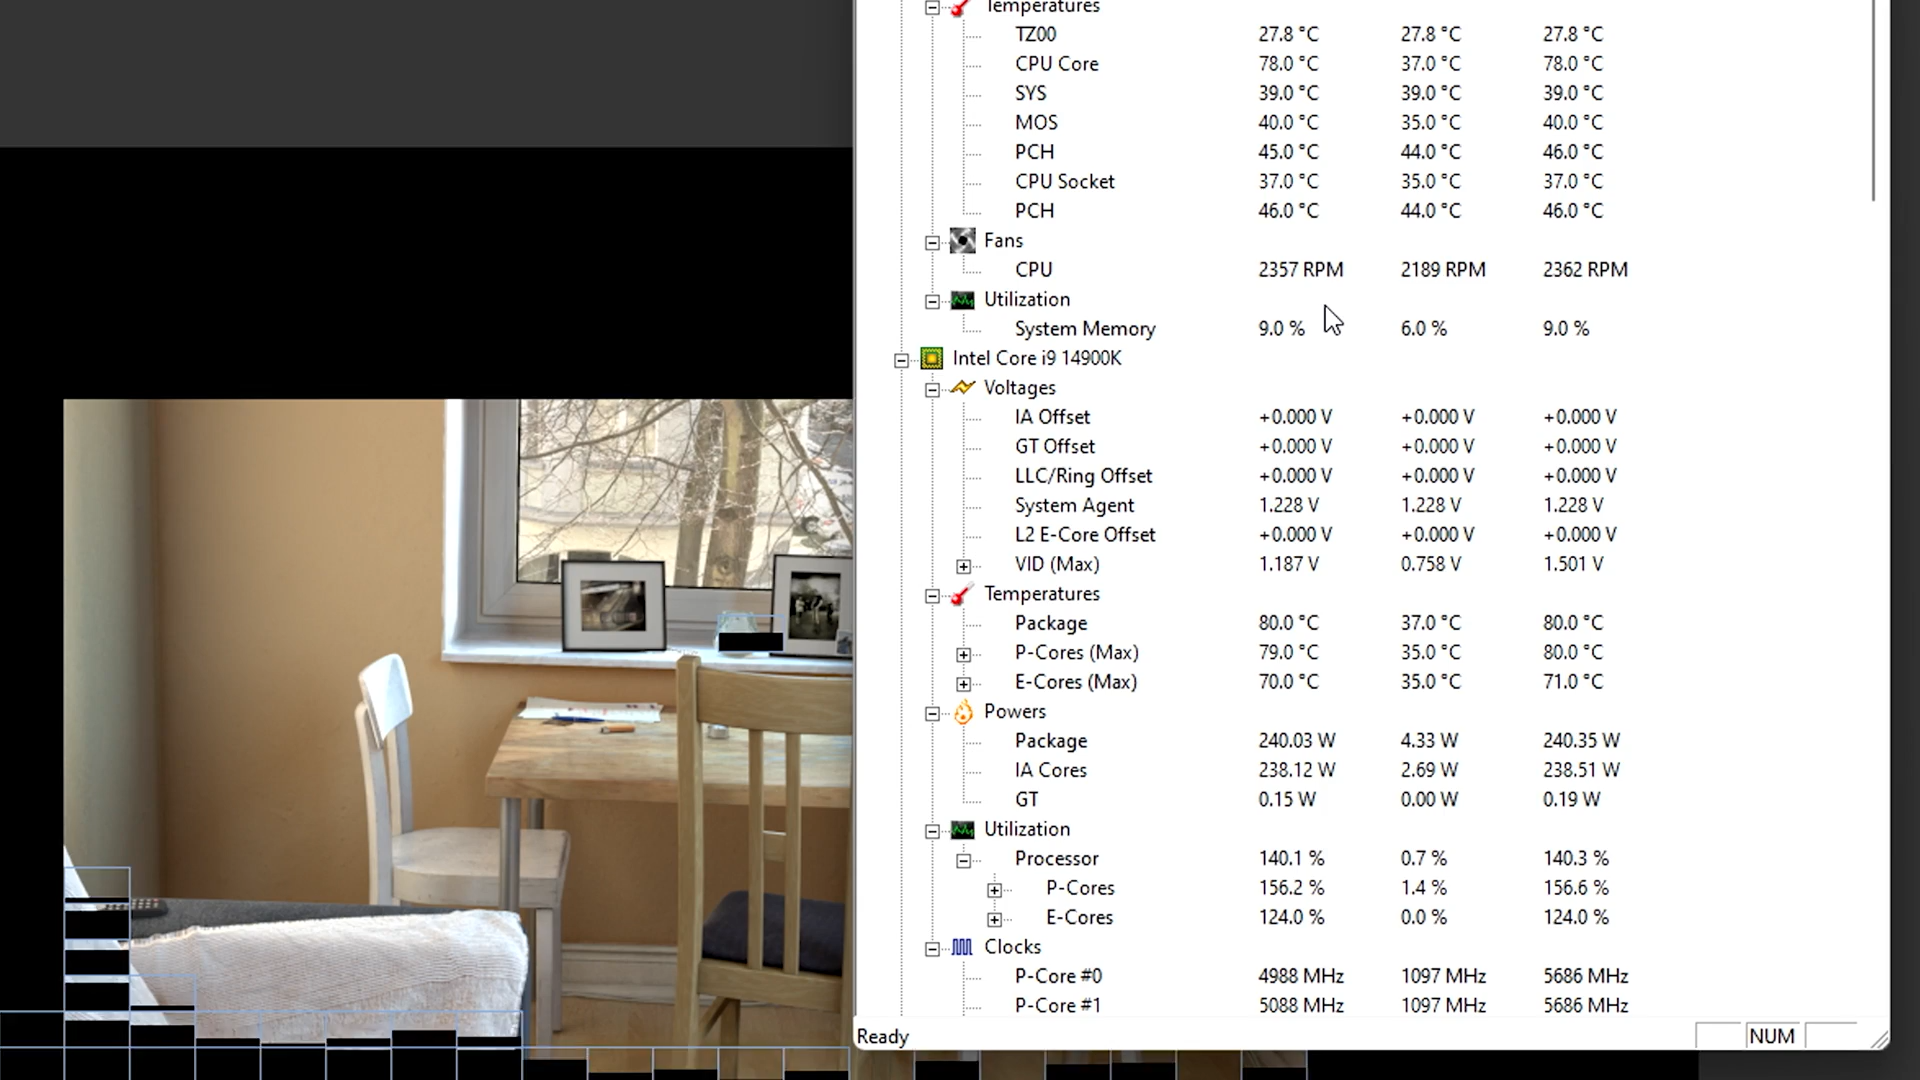 Temperatures
TZ00 27.8 °C 27.8 °C 27.8 °C
CPU Core 78.0 °C 37.0 °C 78.0 °C
SYS 39.0 °C 39.0 °C 39.0 °C
MOS 40.0 °C 35.0 °C 40.0 °C
PCH 45.0 °C 44.0 °C 46.0 °C
CPU Socket 37.0 °C 35.0 °C 37.0 °C
PCH 46.0 °C 44.0 °C 46.0 °C
Fans
CPU 2357 RPM 2189 RPM 2362 RPM
Utilization
System Memory 9.0 % 6.0 % 9.0 %
Intel Core i9 14900K
Voltages
IA Offset +0.000 V +0.000 V +0.000 V
GT Offset +0.000 V +0.000 V +0.000 V
LLC/Ring Offset +0.000 V +0.000 V +0.000 V
System Agent 1.228 V 1.228 V 1.228 V
L2 E-Core Offset +0.000 V +0.000 V +0.000 V
VID (Max) 1.187 V 0.758 V 1.501 V
Temperatures
Package 80.0 °C 37.0 °C 80.0 °C
P-Cores (Max) 79.0 °C 35.0 °C 80.0 °C
E-Cores (Max) 70.0 °C 35.0 °C 71.0 °C
Powers
Package 240.03 W 4.33 W 240.35 W
IA Cores 238.12 W 2.69 W 238.51 W
GT 0.15 W 0.00 W 0.19 W
Utilization
Processor 140.1 % 0.7 % 140.3 %
P-Cores 156.2 % 1.4 % 156.6 %
E-Cores 124.0 % 0.0 % 124.0 %
Clocks
P-Core #0 4988 MHz 1097 MHz 5686 MHz
P-Core #1 5088 MHz 1097 MHz 5686 MHz
Ready NUM